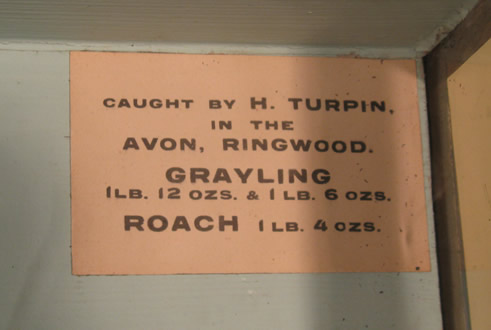 CAUGHT BY H. TURPIN,
IN THE
AVON, RINGWOOD.
GRAYLING
1LB. 12 OZS. & 1 LB. 6 OZS.
ROACH 1 LB. 4 OZS.